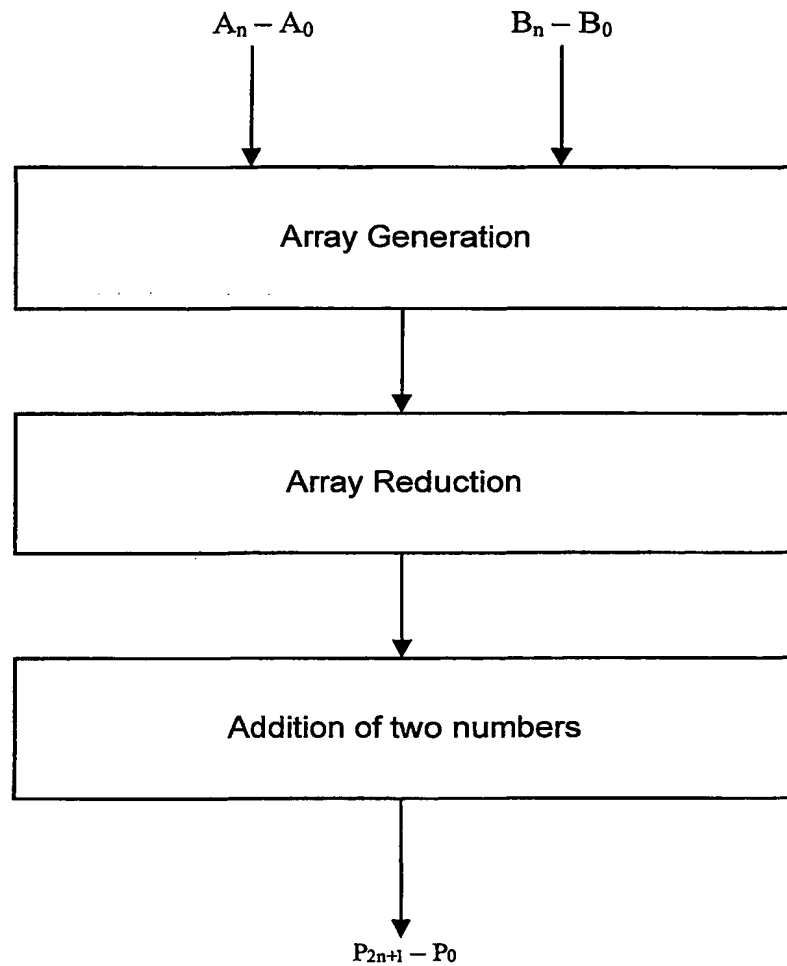 Aₙ – A₀ Bₙ – B₀
Array Generation
Array Reduction
Addition of two numbers
P₂ₙ₊₁ – P₀